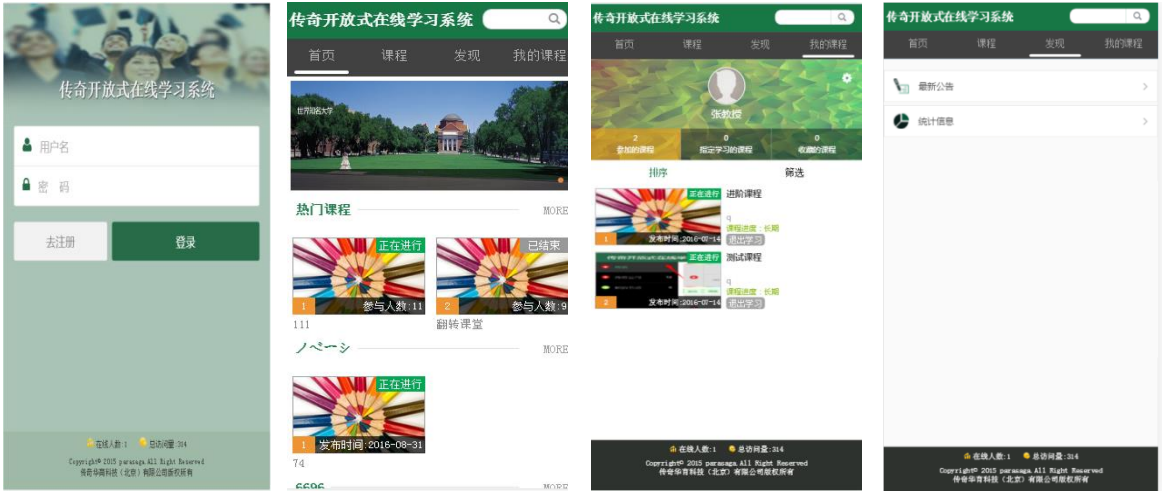 传奇开放式在线学习系统
用户名
密 码
去注册
登录
在线人数:1 总访问量:314
Copyright© 2015 parasaga All Right Reserved
传奇华育科技(北京)有限公司版权所有
传奇开放式在线学习系统
首页 课程 发现 我的课程
世界知名大学
热门课程 MORE
正在进行
1 参与人数:11
111
已结束
2 参与人数:9
翻转课堂
ノベーシ MORE
正在进行
1 发布时间:2016-08-31
74
6696 MORE
传奇开放式在线学习系统
首页 课程 发现 我的课程
张教授
2 0 0
参加的课程 指定学习的课程 收藏的课程
排序 筛选
正在进行 进阶课程
q
课程进度:长期
1 发布时间:2016-07-14 退出学习
正在进行 测试课程
q
课程进度:长期
2 发布时间:2016-07-14 退出学习
在线人数:1 总访问量:314
Copyright© 2015 parasaga All Right Reserved
传奇华育科技(北京)有限公司版权所有
传奇开放式在线学习系统
首页 课程 发现 我的课程
最新公告
统计信息
在线人数:1 总访问量:314
Copyright© 2015 parasaga All Right Reserved
传奇华育科技(北京)有限公司版权所有